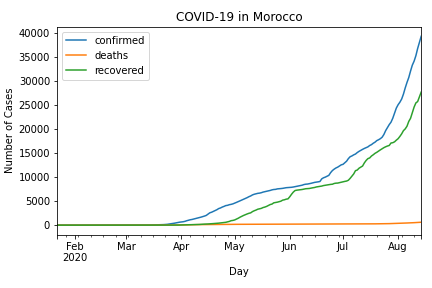 COVID-19 in Morocco
confirmed
deaths
recovered
Number of Cases
40000
35000
30000
25000
20000
15000
10000
5000
0
Feb Mar Apr May Jun Jul Aug
2020
Day